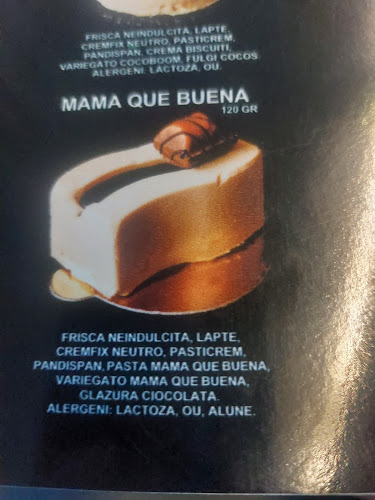 FRISCA NEINDULCITA, LAPTE,
CREMFIX NEUTRO, PASTICREM,
PANDISPAN, CREMA BISCUITI,
VARIEGATO COCOBOOM, FULGI COCOS.
ALERGENI: LACTOZA, OU.
MAMA QUE BUENA
120 GR
FRISCA NEINDULCITA, LAPTE,
CREMFIX NEUTRO, PASTICREM,
PANDISPAN, PASTA MAMA QUE BUENA,
VARIEGATO MAMA QUE BUENA,
GLAZURA CIOCOLATA.
ALERGENI: LACTOZA, OU, ALUNE.